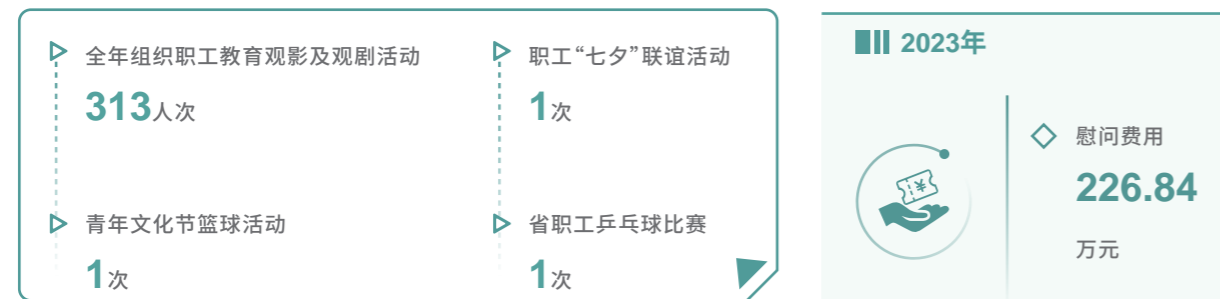 全年组织职工教育观影及观剧活动
313人次
职工“七夕”联谊活动
1次
青年文化节篮球活动
1次
省职工乒乓球比赛
1次
2023年
¥
慰问费用
226.84
万元